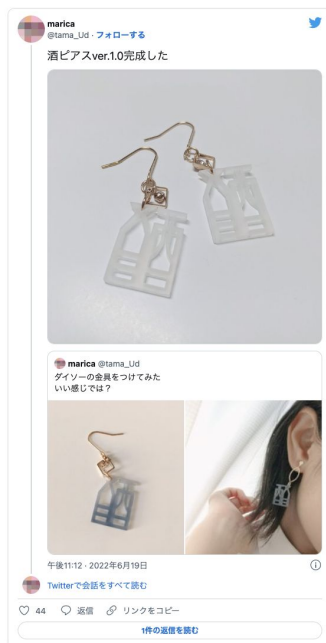 marica
@tama_Ud · フォローする
酒ピアスver.1.0完成した
marica @tama_Ud
ダイソーの金具をつけてみた
いい感じでは？
午後11:12 · 2022年6月19日
Twitterで会話をすべて読む
44 返信 リンクをコピー
1件の返信を読む